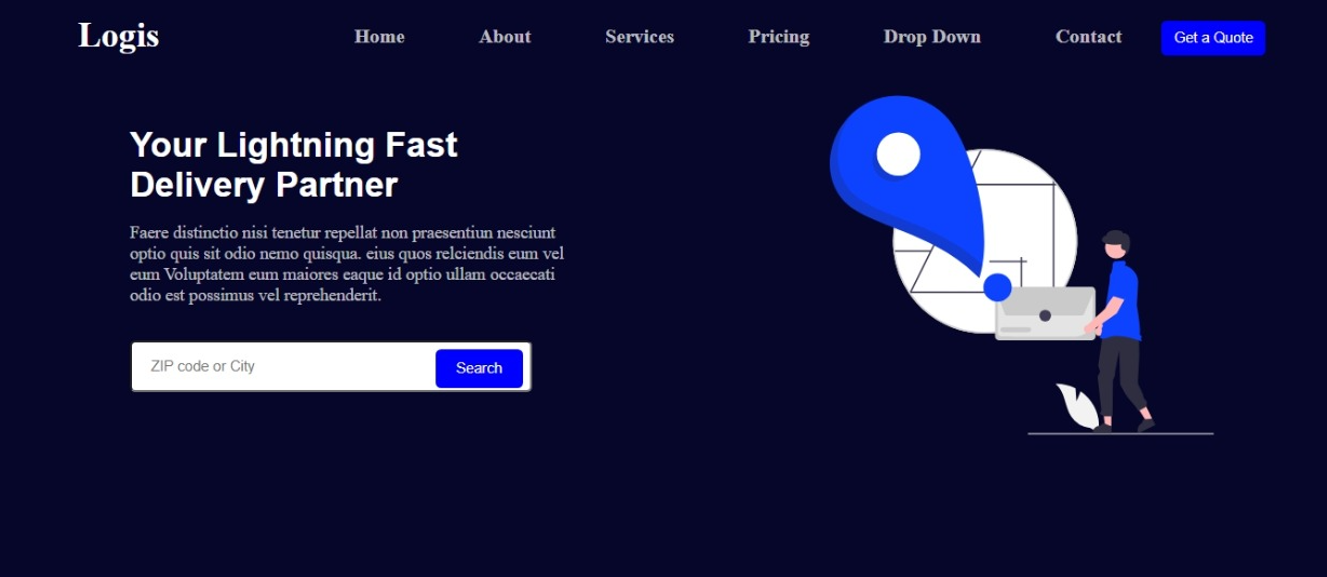 Logis Home About Services Pricing Drop Down Contact Get a Quote
Your Lightning Fast
Delivery Partner
Faere distinctio nisi tenetur repellat non praesentiun nesciunt
optio quis sit odio nemo quisqua. eius quos relciendis eum vel
eum Voluptatem eum maiores eaque id optio ullam occaecati
odio est possimus vel reprehenderit.
ZIP code or City Search